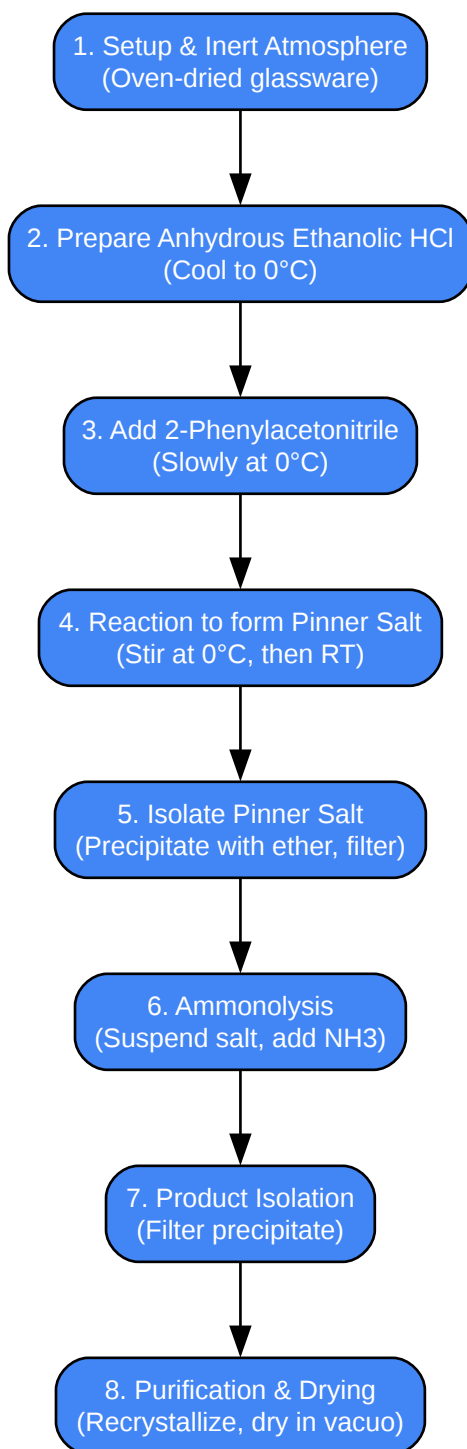 1. Setup & Inert Atmosphere
(Oven-dried glassware)
2. Prepare Anhydrous Ethanolic HCl
(Cool to 0°C)
3. Add 2-Phenylacetonitrile
(Slowly at 0°C)
4. Reaction to form Pinner Salt
(Stir at 0°C, then RT)
5. Isolate Pinner Salt
(Precipitate with ether, filter)
6. Ammonolysis
(Suspend salt, add NH3)
7. Product Isolation
(Filter precipitate)
8. Purification & Drying
(Recrystallize, dry in vacuo)